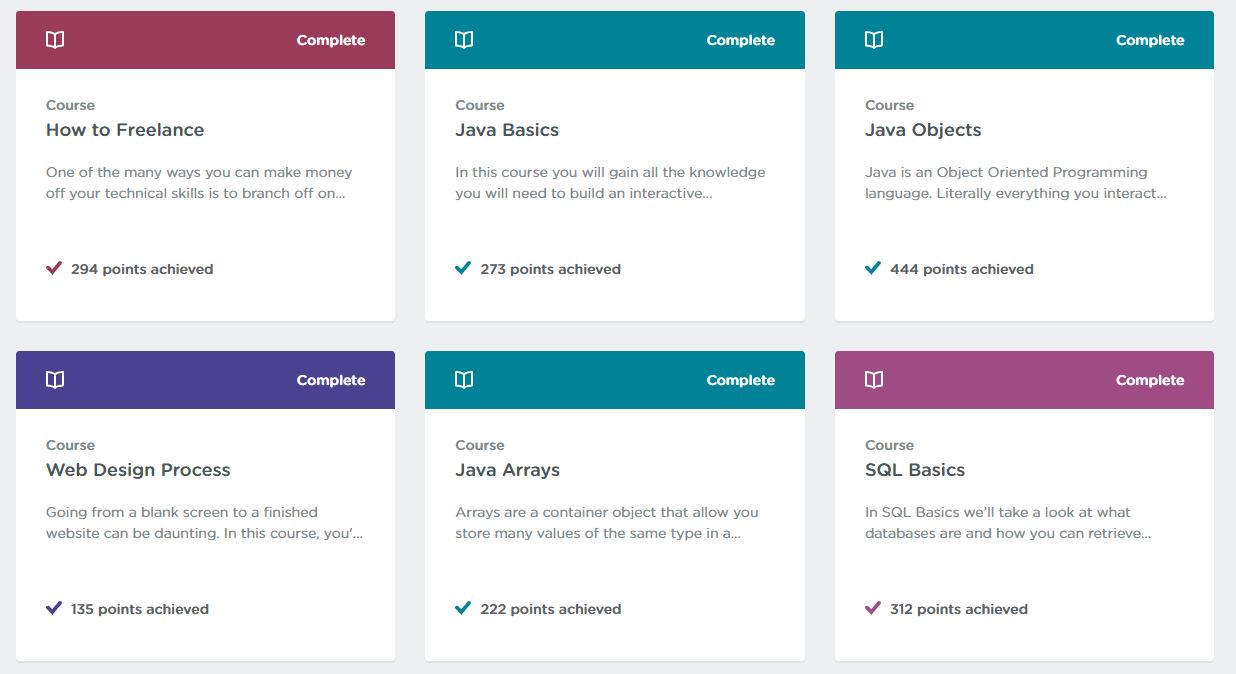 Complete
Course
How to Freelance
One of the many ways you can make money
off your technical skills is to branch off on...
294 points achieved
Complete
Course
Java Basics
In this course you will gain all the knowledge
you will need to build an interactive...
273 points achieved
Complete
Course
Java Objects
Java is an Object Oriented Programming
language. Literally everything you interact...
444 points achieved
Complete
Course
Web Design Process
Going from a blank screen to a finished
website can be daunting. In this course, you'...
135 points achieved
Complete
Course
Java Arrays
Arrays are a container object that allow you
store many values of the same type in a...
222 points achieved
Complete
Course
SQL Basics
In SQL Basics we'll take a look at what
databases are and how you can retrieve...
312 points achieved